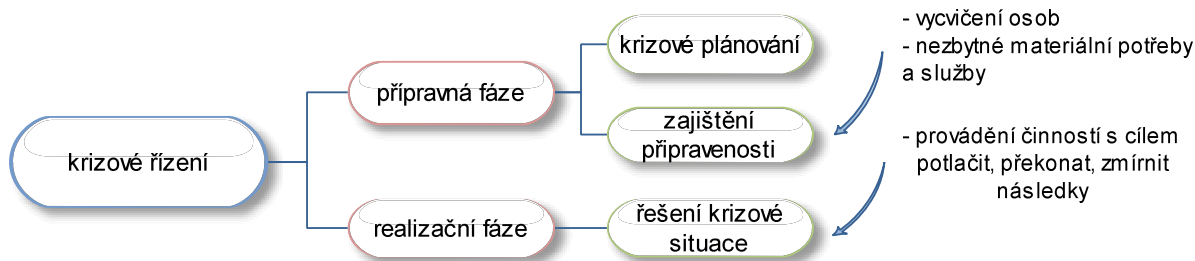 krizové řízení
přípravná fáze
krizové plánování
zajištění
připravenosti
- vycvičení osob
- nezbytné materiální potřeby
a služby
realizační fáze
řešení krizové
situace
- provádění činností s cílem
potlačit, překonat, zmírnit
následky